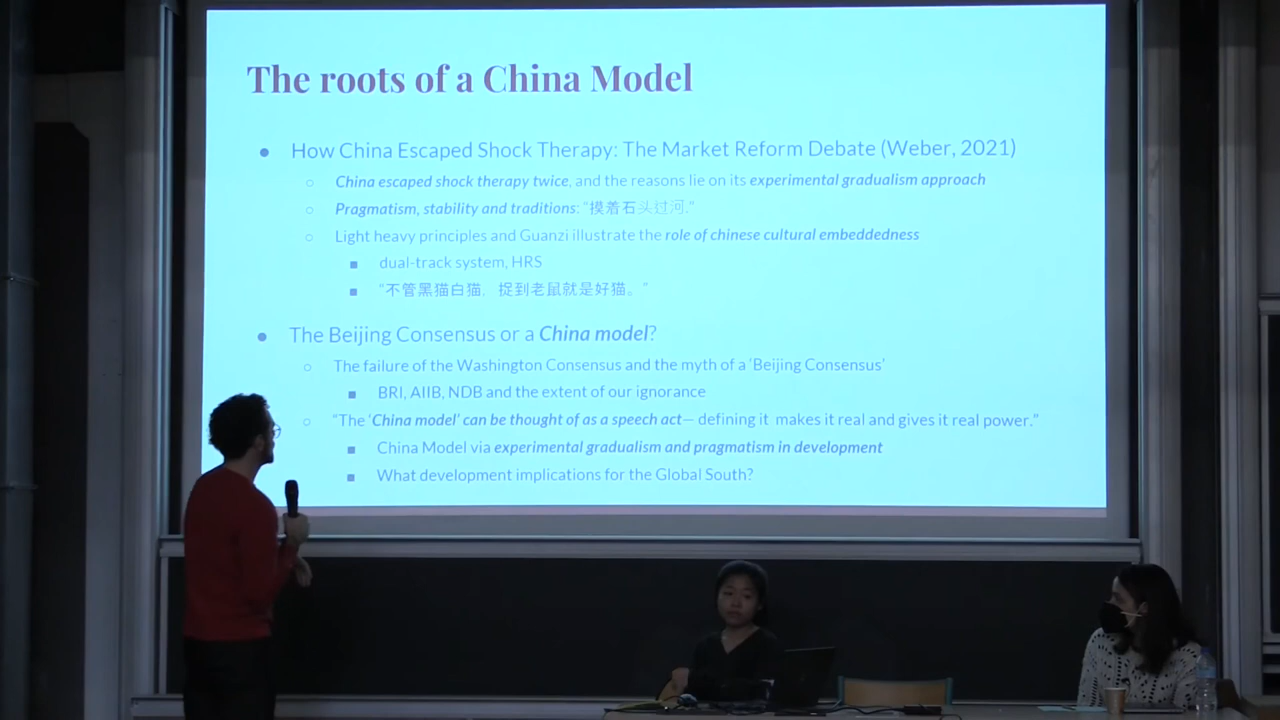 The roots of a China Model
How China Escaped Shock Therapy: The Market Reform Debate (Weber, 2021)
China escaped shock therapy twice, and the reasons lie on its experimental gradualism approach
Pragmatism, stability and traditions: “摸着石头过河.”
Light heavy principles and Guanzi illustrate the role of chinese cultural embeddedness
dual-track system, HRS
“不管黑猫白猫，捉到老鼠就是好猫。”
The Beijing Consensus or a China model?
The failure of the Washington Consensus and the myth of a ‘Beijing Consensus’
BRI, AIIB, NDB and the extent of our ignorance
“The ‘China model’ can be thought of as a speech act— defining it makes it real and gives it real power.”
China Model via experimental gradualism and pragmatism in development
What development implications for the Global South?